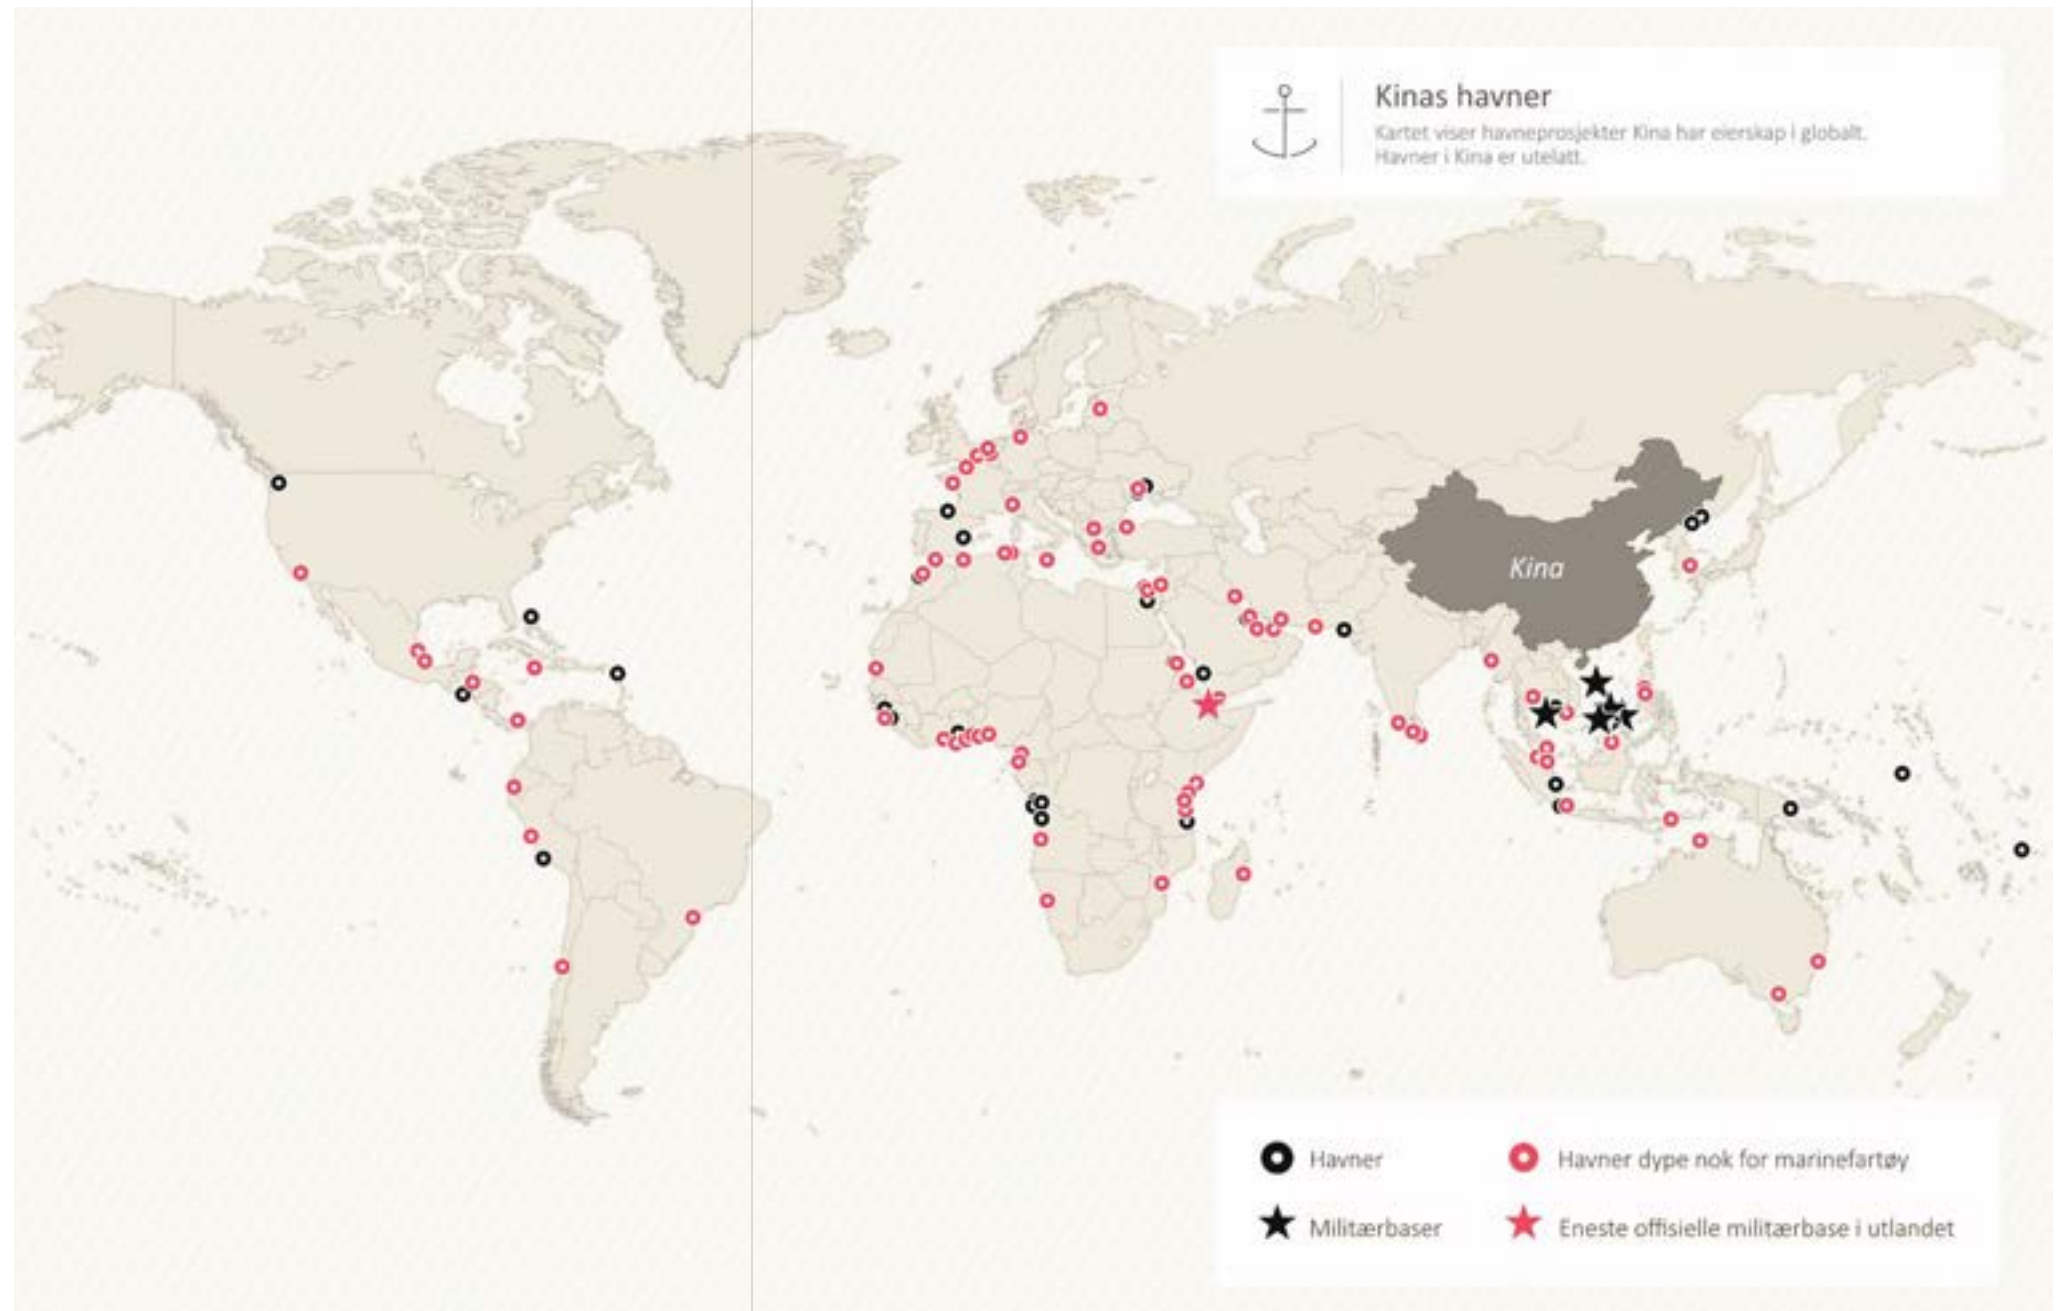 Kinas havner
Kartet viser havneprosjekter Kina har eierskap i globalt.
Havner i Kina er utelatt.
Kina
Havner
Havner dype nok for marinefartøy
Militærbaser
Eneste offisielle militærbase i utlandet